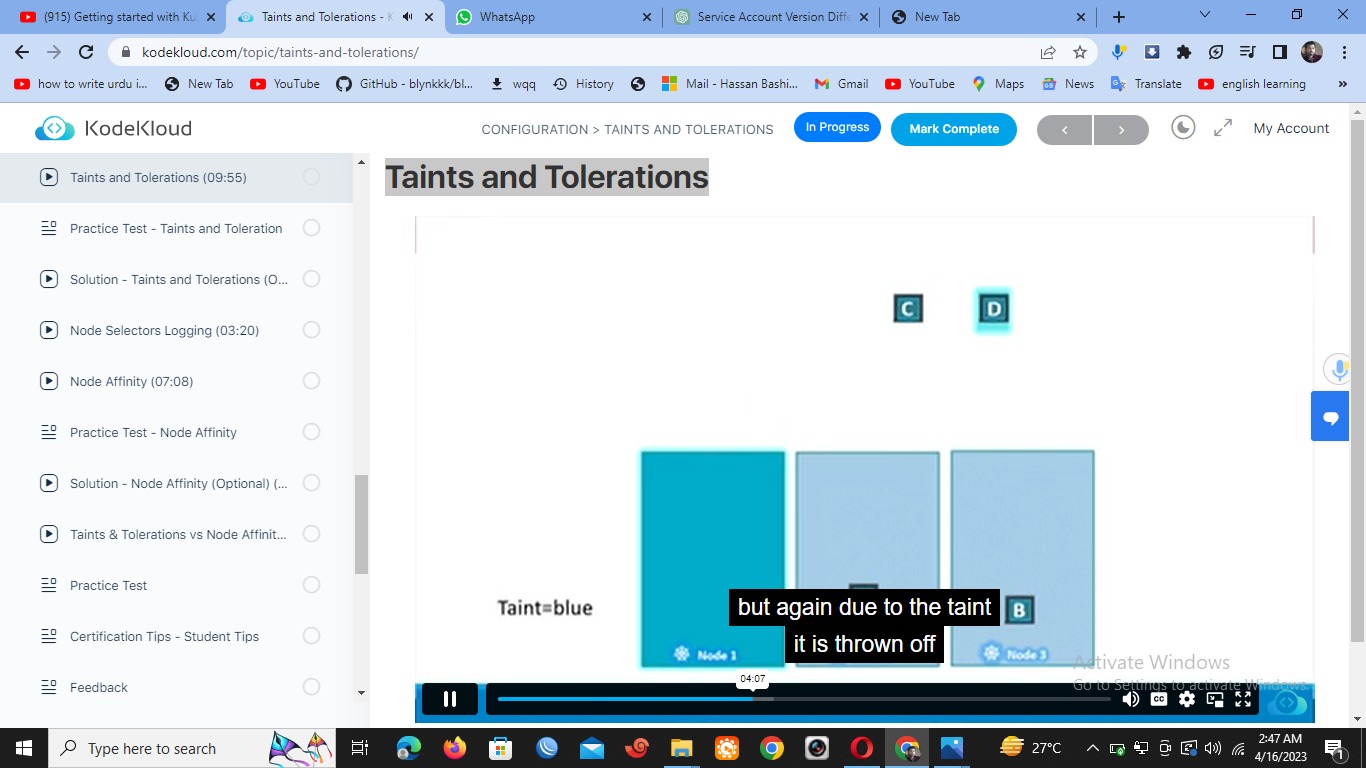 (915) Getting started with Ku
Taints and Tolerations - K
WhatsApp
Service Account Version Diffe
New Tab
kodekloud.com/topic/taints-and-tolerations/
how to write urdu i...
New Tab
YouTube
GitHub - blynkkk/bl...
wqq
History
Mail - Hassan Bashi...
Gmail
YouTube
Maps
News
Translate
english learning
»
KodeKloud
CONFIGURATION > TAINTS AND TOLERATIONS
In Progress
Mark Complete
My Account
Taints and Tolerations (09:55)
Practice Test - Taints and Toleration
Solution - Taints and Tolerations (O...
Node Selectors Logging (03:20)
Node Affinity (07:08)
Practice Test - Node Affinity
Solution - Node Affinity (Optional) (...
Taints & Tolerations vs Node Affinit...
Practice Test
Certification Tips - Student Tips
Feedback
Taints and Tolerations
C
D
Taint=blue
B
but again due to the taint
it is thrown off
Node 1
Node 3
Activate Windows
Go to Settings to activate Windows.
04:07
CC
Type here to search
27°C
2:47 AM
4/16/2023
1